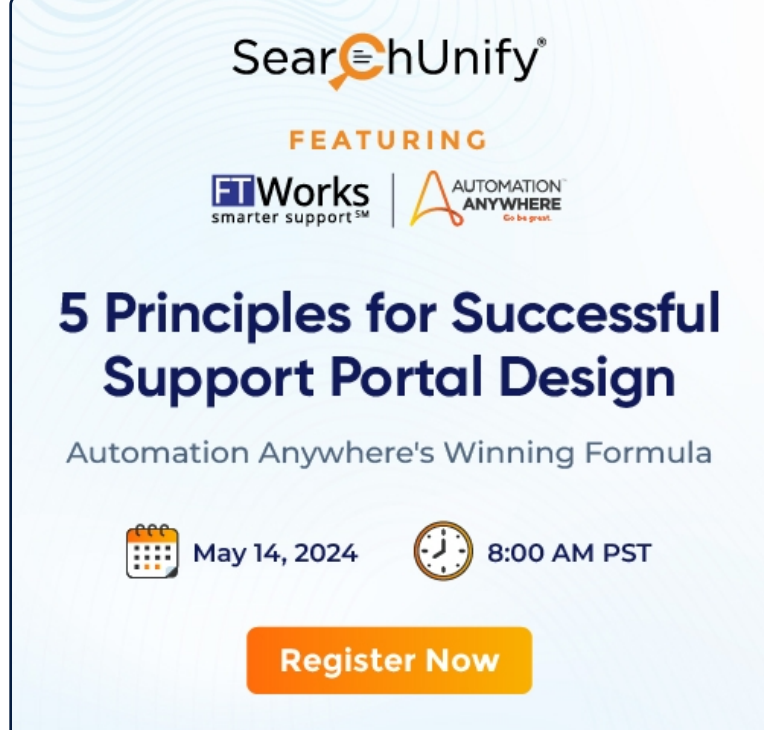 SearchUnify®
FEATURING
FTWorks
smarter support℠
AUTOMATION™
ANYWHERE
Go be great.
5 Principles for Successful
Support Portal Design
Automation Anywhere's Winning Formula
May 14, 2024
8:00 AM PST
Register Now